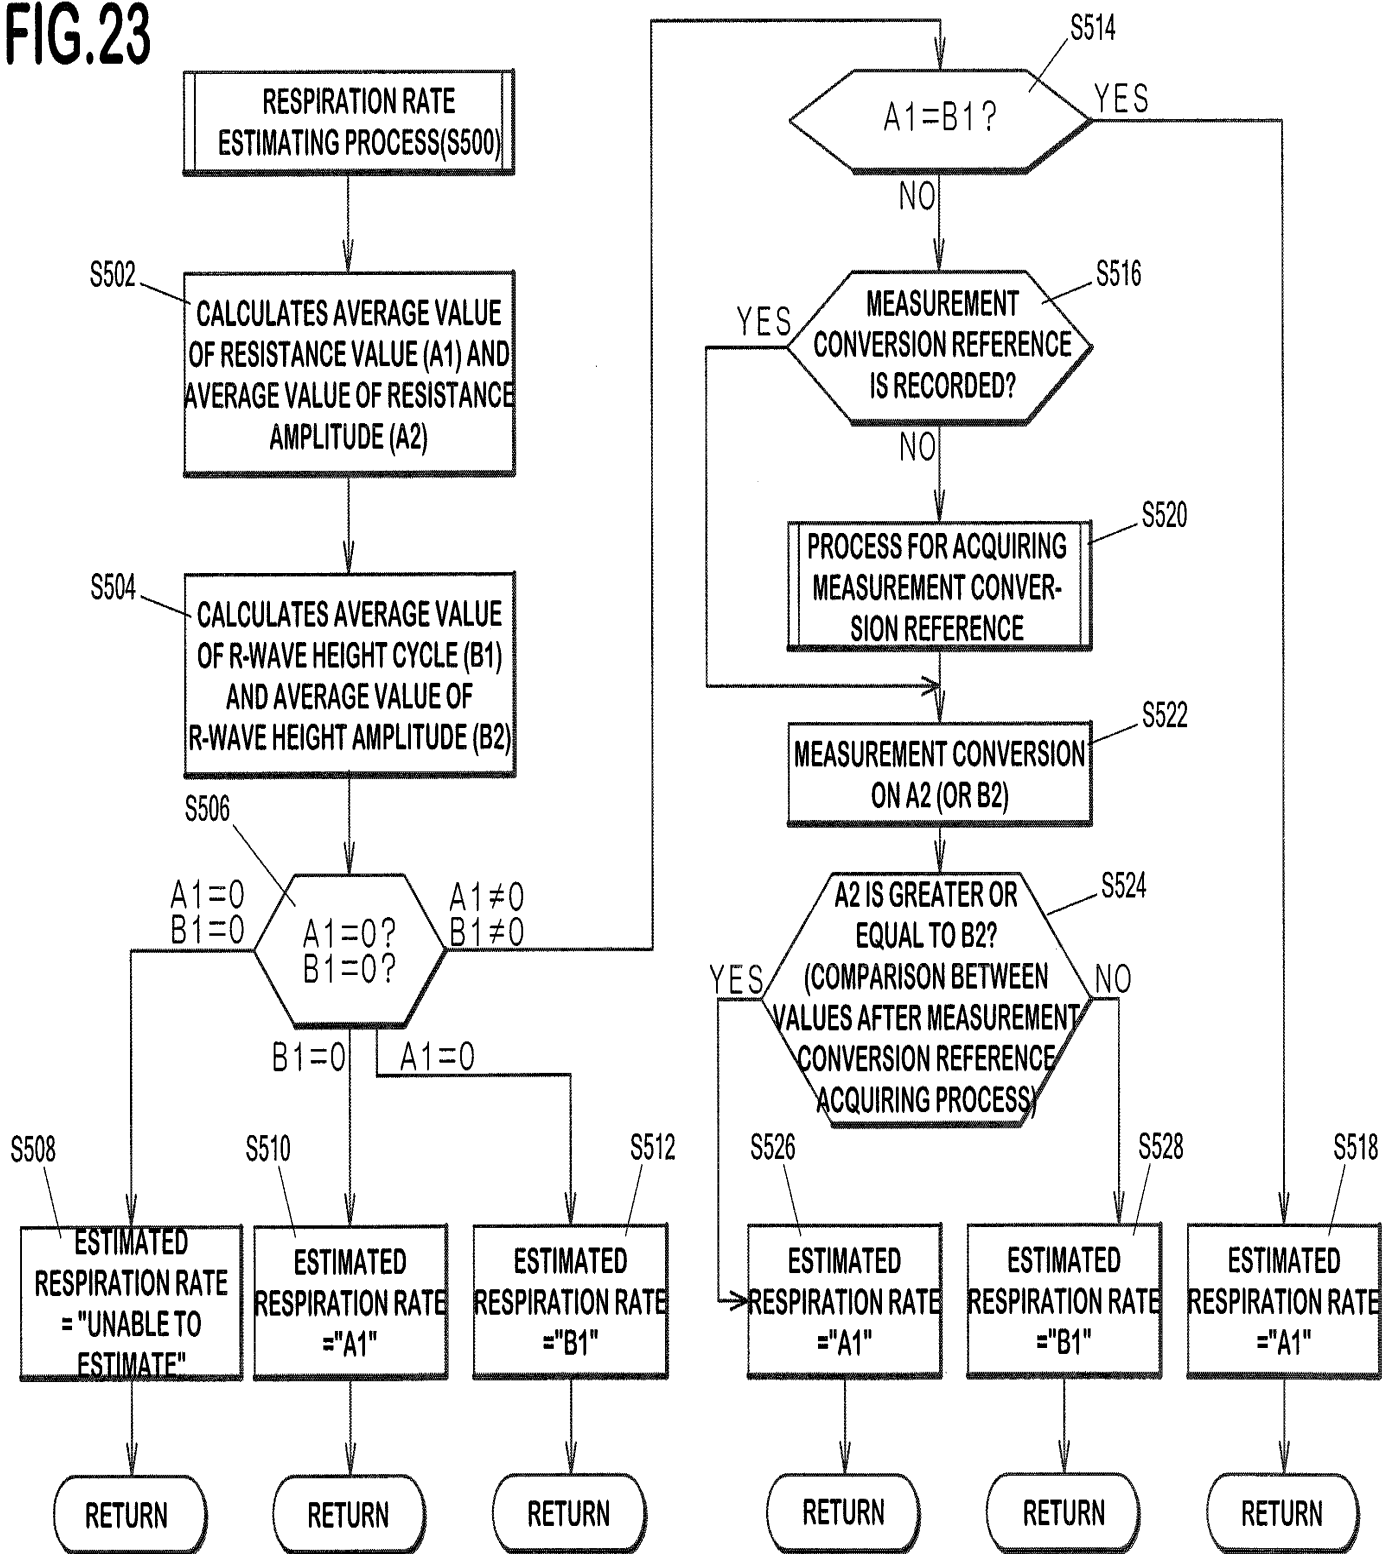 FIG.23
RESPIRATION RATE
ESTIMATING PROCESS(S500)
S502
CALCULATES AVERAGE VALUE
OF RESISTANCE VALUE (A1) AND
AVERAGE VALUE OF RESISTANCE
AMPLITUDE (A2)
S504
CALCULATES AVERAGE VALUE
OF R-WAVE HEIGHT CYCLE (B1)
AND AVERAGE VALUE OF
R-WAVE HEIGHT AMPLITUDE (B2)
S506
A1=0
B1=0
A1=0?
B1=0?
A1≠0
B1≠0
B1=0
A1=0
S508
ESTIMATED
RESPIRATION RATE
= "UNABLE TO
ESTIMATE"
RETURN
S510
ESTIMATED
RESPIRATION RATE
="A1"
RETURN
S512
ESTIMATED
RESPIRATION RATE
="B1"
RETURN
S514
A1=B1?
YES
NO
S516
MEASUREMENT
CONVERSION REFERENCE
IS RECORDED?
YES
NO
S520
PROCESS FOR ACQUIRING
MEASUREMENT CONVER-
SION REFERENCE
S522
MEASUREMENT CONVERSION
ON A2 (OR B2)
S524
A2 IS GREATER OR
EQUAL TO B2?
(COMPARISON BETWEEN
VALUES AFTER MEASUREMENT
CONVERSION REFERENCE
ACQUIRING PROCESS)
YES
NO
S526
ESTIMATED
RESPIRATION RATE
="A1"
RETURN
S528
ESTIMATED
RESPIRATION RATE
="B1"
RETURN
S518
ESTIMATED
RESPIRATION RATE
="A1"
RETURN